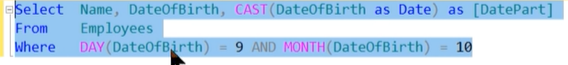 Select Name, DateOfBirth, CAST(DateOfBirth as Date) as [DatePart]
From Employees
Where DAY(DateOfBirth) = 9 AND MONTH(DateOfBirth) = 10